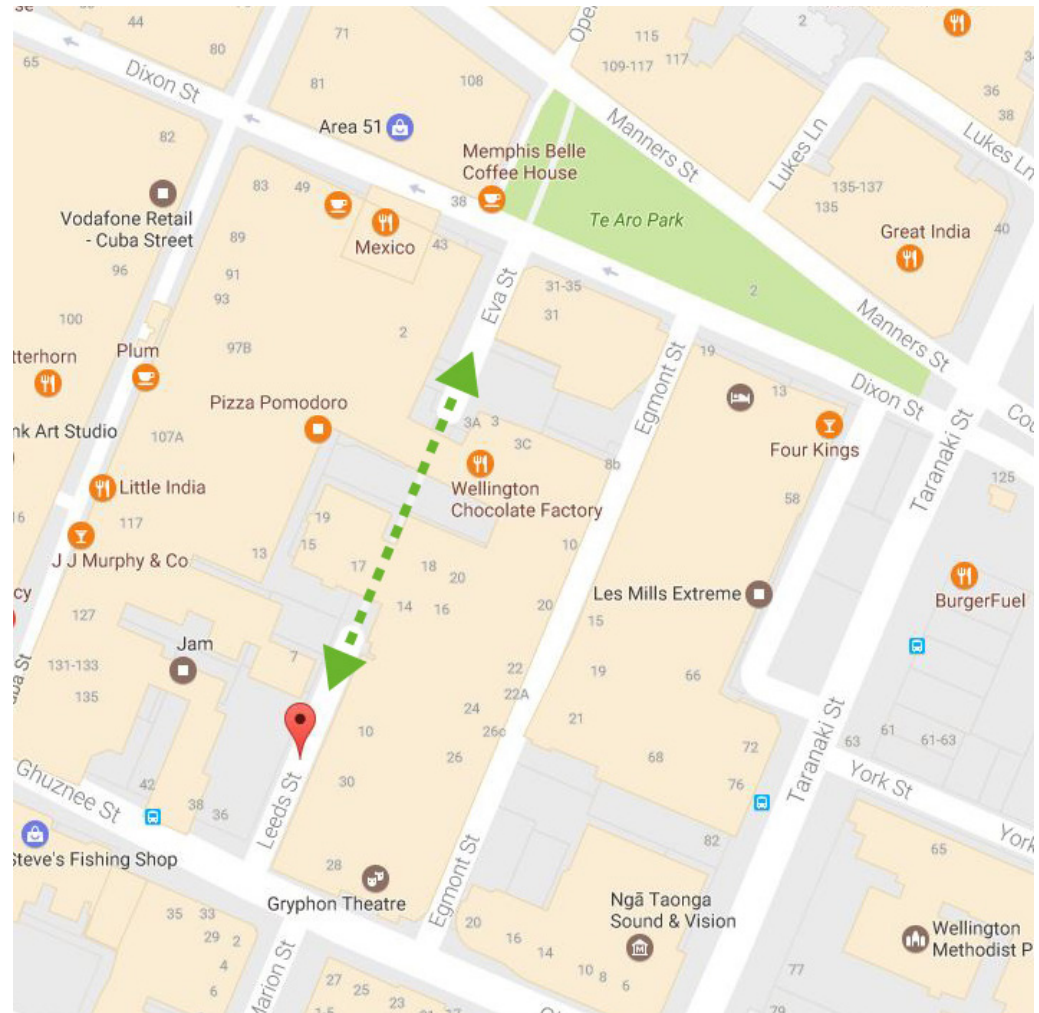 se
44
80
71
2
115
109-117
117
Ope
65
Dixon St
81
108
36
38
Lukes Ln
Lukes Ln
Area 51
Manners St
82
Memphis Belle
Coffee House
135-137
135
83
49
38
Vodafone Retail
- Cuba Street
Te Aro Park
Great India
40
89
Mexico
43
96
91
Eva St
31-35
2
93
31
100
2
Manners St
Plum
97B
tterhorn
Egmont St
19
13
Dixon St
Pizza Pomodoro
Cou
nk Art Studio
107A
3A
3
3C
Four Kings
Taranaki St
8b
125
Little India
Wellington
Chocolate Factory
58
16
117
19
J J Murphy & Co
13
15
10
17
18
20
Les Mills Extreme
BurgerFuel
cy
127
14
16
20
15
Jam
7
131-133
22
19
66
uba St
135
22A
24
21
10
26c
26
68
72
63
61
61-63
Ghuznee St
42
30
76
Taranaki St
York St
38
36
Leeds St
York
Steve's Fishing Shop
82
65
28
Gryphon Theatre
Egmont St
Ngā Taonga
Sound & Vision
35
33
29
2
20
16
14
Wellington
Methodist P
4
Marion St
10
8
6
77
6
27
25
23
79